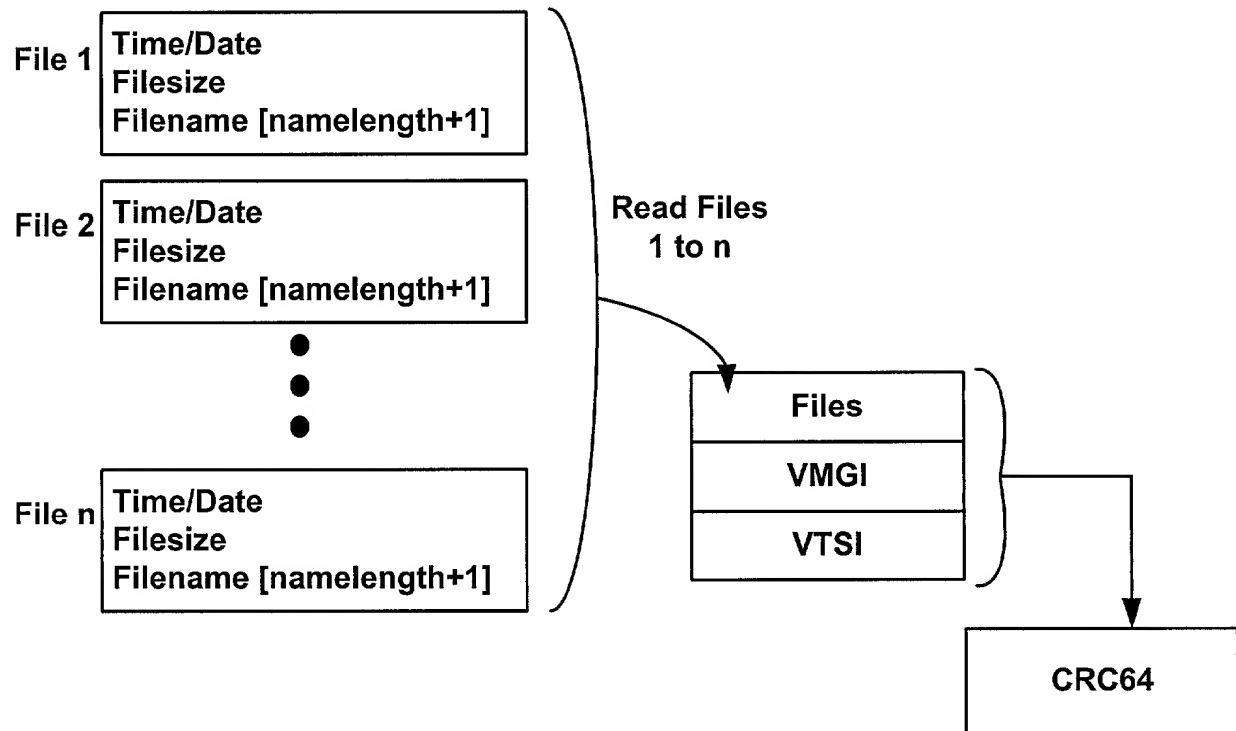 File 1
Time/Date
Filesize
Filename [namelength+1]
File 2
Time/Date
Filesize
Filename [namelength+1]
Read Files
1 to n
File n
Time/Date
Filesize
Filename [namelength+1]
Files
VMGI
VTSI
CRC64